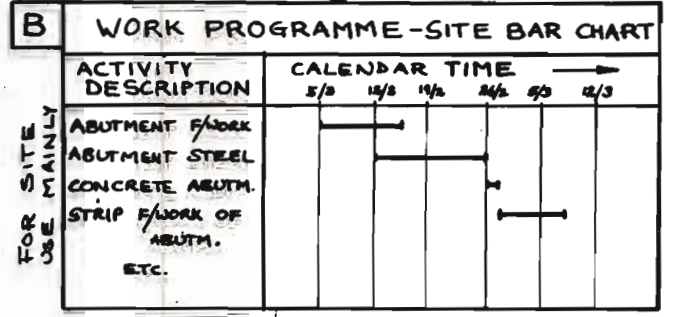 B WORK PROGRAMME-SITE BAR CHART
ACTIVITY DESCRIPTION
CALENDAR TIME
5/2 12/2 19/2 26/2 5/3 12/3
FOR SITE
USE MAINLY
ABUTMENT F/WORK
ABUTMENT STEEL
CONCRETE ABUTM.
STRIP F/WORK OF
ABUTM.
ETC.